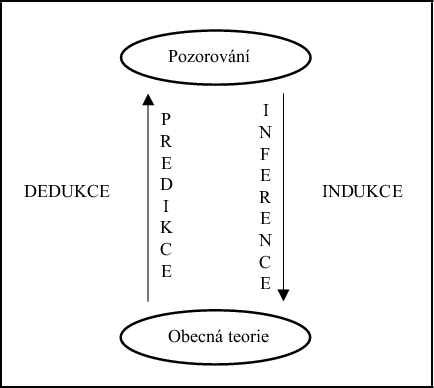 Pozorování
DEDUKCE
PREDIKCE
INFERENCE
INDUKCE
Obecná teorie